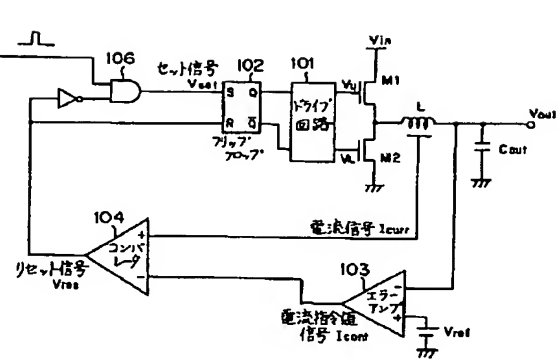 106
セット信号
Vset
102
S Q
R Q̅
フリップ
フロップ
101
ドライブ
回路
Vin
VU
M1
VL
M2
L
Vout
Cout
電流信号 Icurr
104
+
コンパ
レータ
-
リセット信号
Vres
103
-
エラー
アンプ
+
電流指令値
信号 Icont
Vref